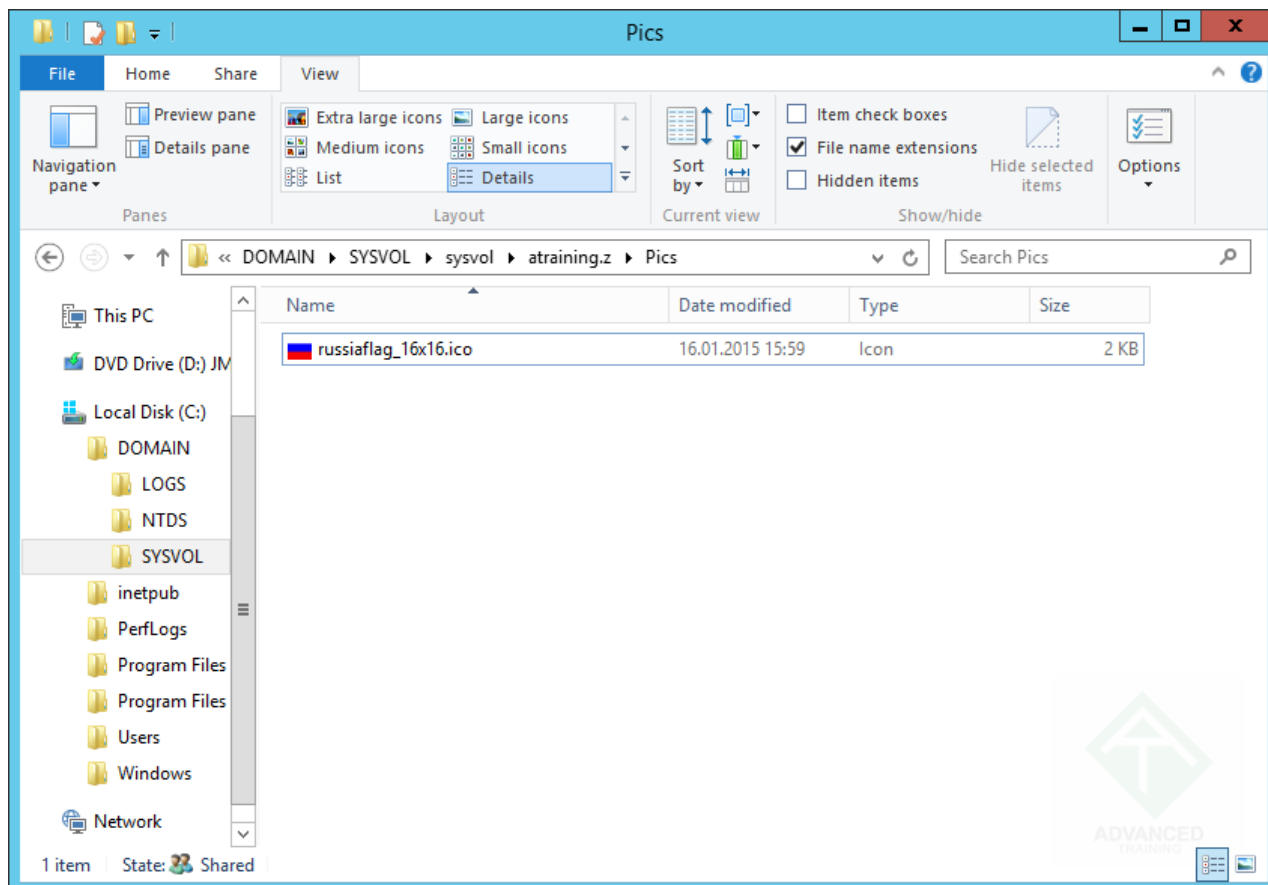 Pics
File Home Share View
Preview pane
Details pane
Navigation pane
Panes
Extra large icons Large icons
Medium icons Small icons
List Details
Layout
Sort by
Current view
Item check boxes
File name extensions
Hidden items
Hide selected items
Show/hide
Options
« DOMAIN SYSVOL sysvol atraining.z Pics
Search Pics
This PC
DVD Drive (D:) JM
Local Disk (C:)
DOMAIN
LOGS
NTDS
SYSVOL
inetpub
PerfLogs
Program Files
Program Files
Users
Windows
Network
Name Date modified Type Size
russiaflag_16x16.ico 16.01.2015 15:59 Icon 2 KB
ADVANCED
TRAINING
1 item State: Shared